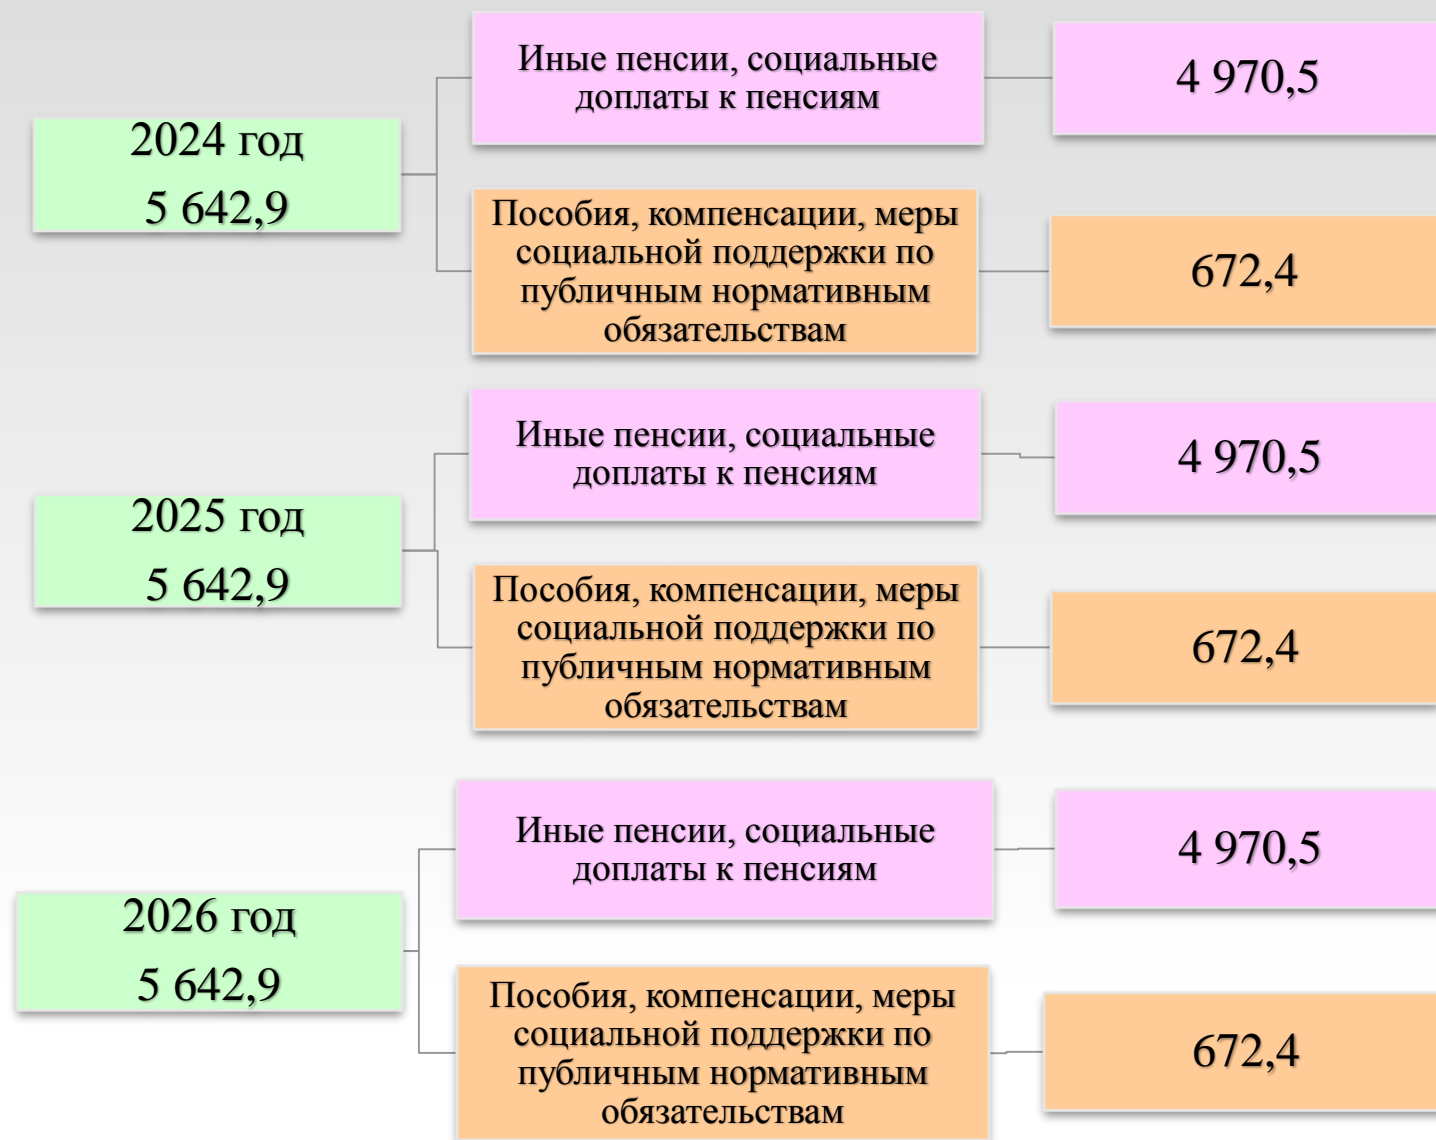 2024 год
5 642,9
Иные пенсии, социальные
доплаты к пенсиям
4 970,5
Пособия, компенсации, меры
социальной поддержки по
публичным нормативным
обязательствам
672,4
2025 год
5 642,9
Иные пенсии, социальные
доплаты к пенсиям
4 970,5
Пособия, компенсации, меры
социальной поддержки по
публичным нормативным
обязательствам
672,4
2026 год
5 642,9
Иные пенсии, социальные
доплаты к пенсиям
4 970,5
Пособия, компенсации, меры
социальной поддержки по
публичным нормативным
обязательствам
672,4